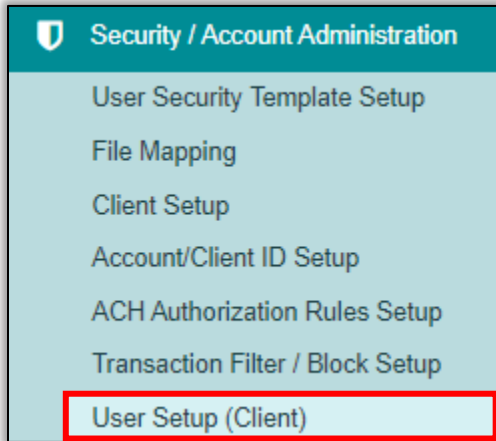 Security / Account Administration
User Security Template Setup
File Mapping
Client Setup
Account/Client ID Setup
ACH Authorization Rules Setup
Transaction Filter / Block Setup
User Setup (Client)